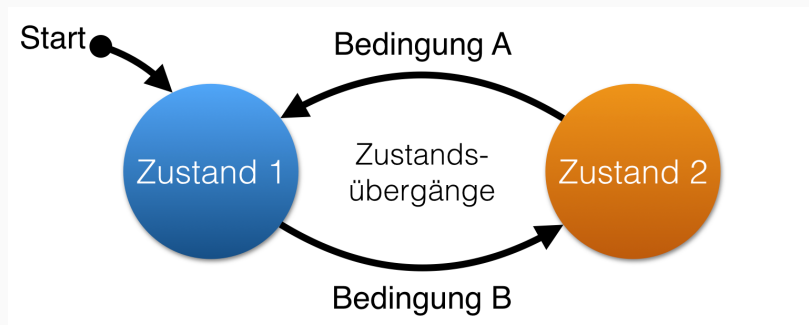 Start
Bedingung A
Zustand 1
Zustands-
übergänge
Zustand 2
Bedingung B